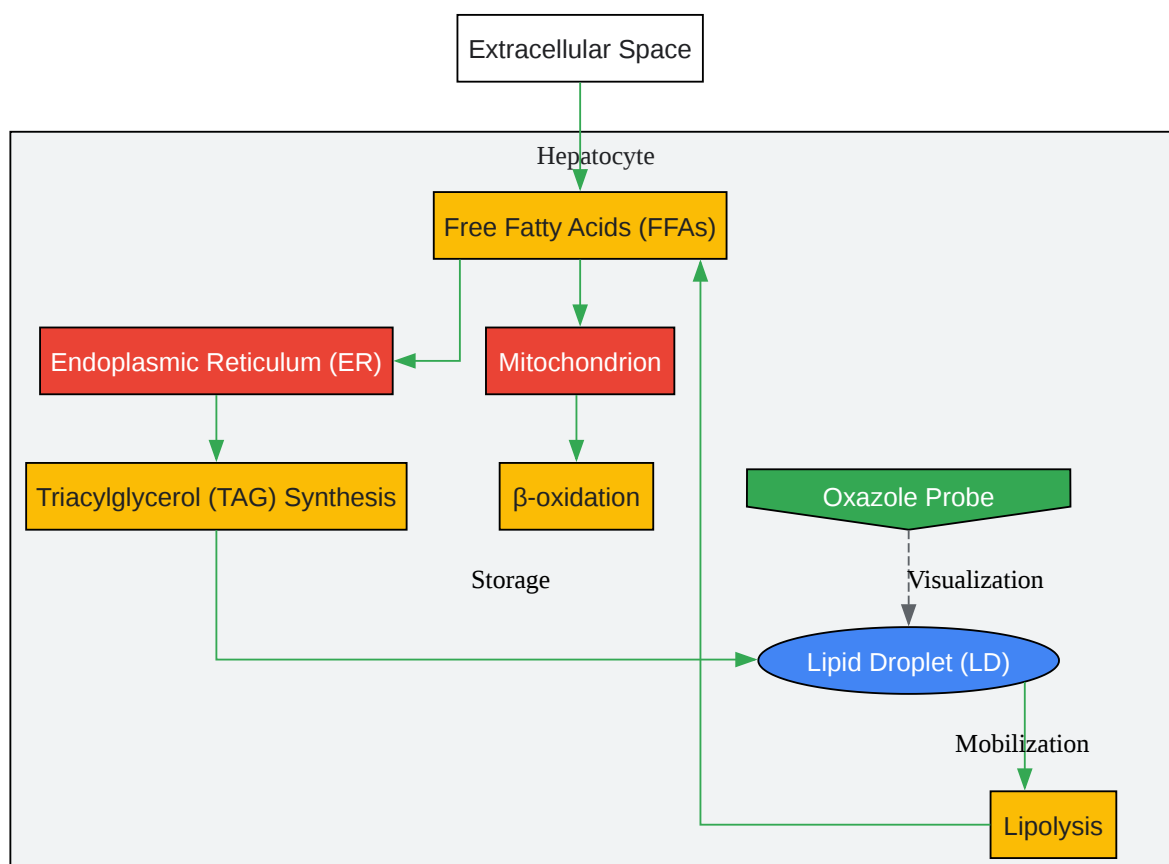 Extracellular Space
Hepatocyte
Free Fatty Acids (FFAs)
Endoplasmic Reticulum (ER)
Mitochondrion
Triacylglycerol (TAG) Synthesis
β-oxidation
Oxazole Probe
Storage
Visualization
Lipid Droplet (LD)
Mobilization
Lipolysis